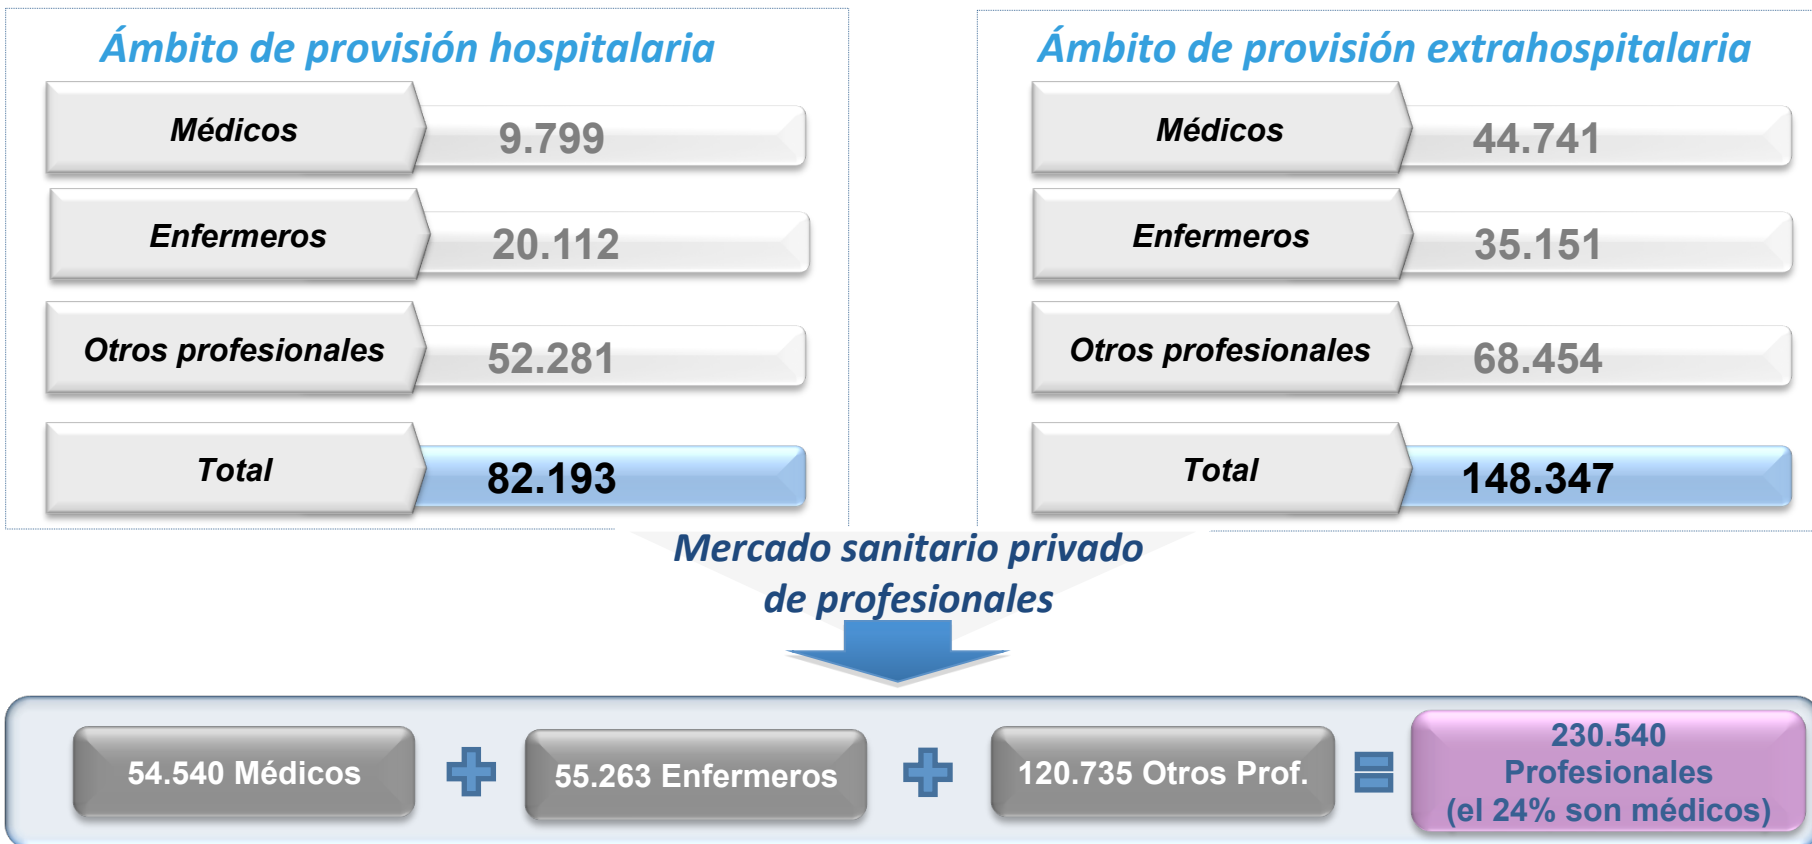 Ámbito de provisión hospitalaria
Médicos
9.799
Enfermeros
20.112
Otros profesionales
52.281
Total
82.193
Ámbito de provisión extrahospitalaria
Médicos
44.741
Enfermeros
35.151
Otros profesionales
68.454
Total
148.347
Mercado sanitario privado
de profesionales
54.540 Médicos
55.263 Enfermeros
120.735 Otros Prof.
230.540
Profesionales
(el 24% son médicos)